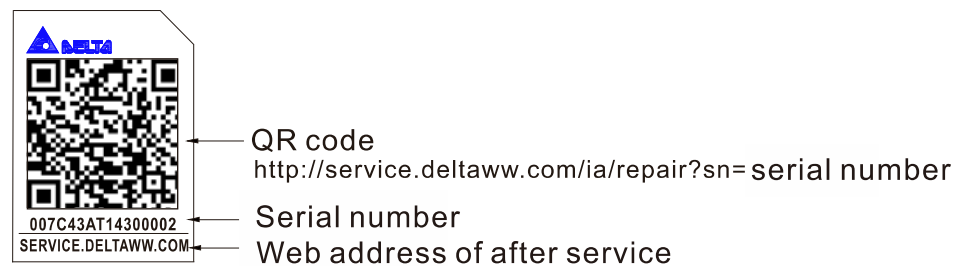 DELTA
QR code
http://service.deltaww.com/ia/repair?sn= serial number
007C43AT14300002
Serial number
SERVICE.DELTAWW.COM
Web address of after service